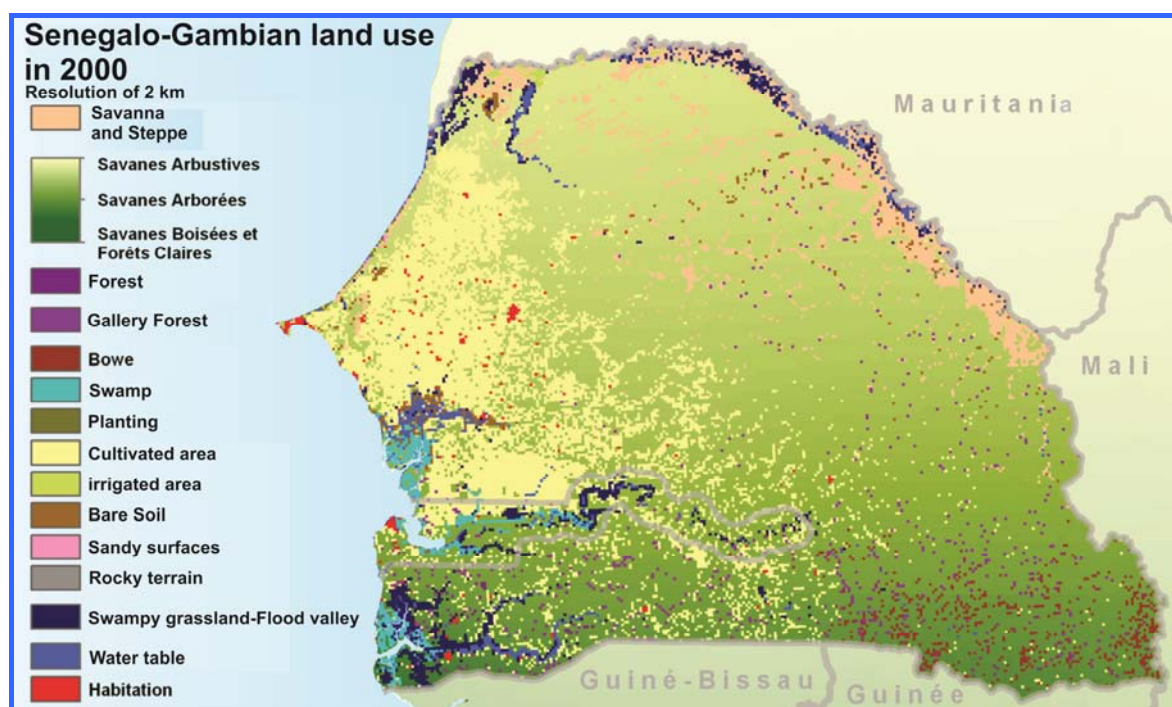 Senegalo-Gambian land use
in 2000
Resolution of 2 km
Savanna
and Steppe
Savanes Arbustives
Savanes Arborées
Savanes Boisées et
Forêts Claires
Forest
Gallery Forest
Bowe
Swamp
Planting
Cultivated area
irrigated area
Bare Soil
Sandy surfaces
Rocky terrain
Swampy grassland-Flood valley
Water table
Habitation
Mauritania
Mali
Guiné-Bissau
Guinée